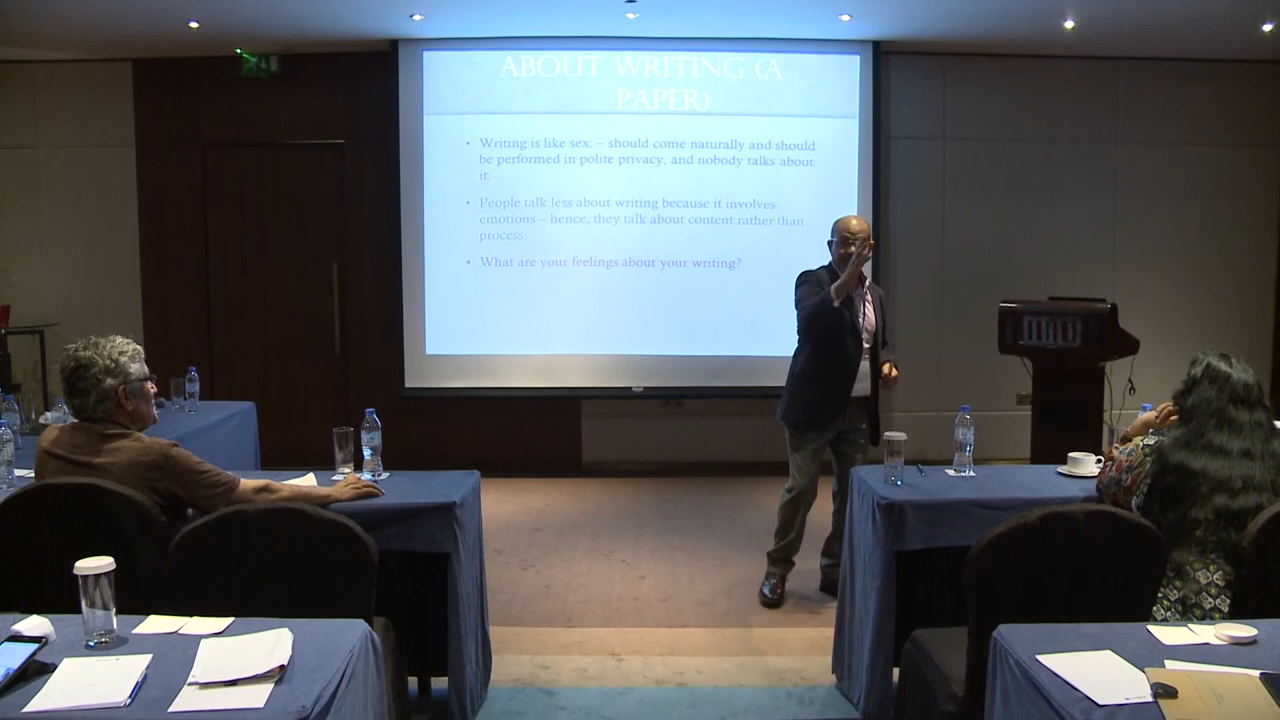 ABOUT WRITING (A
PAPER)
• Writing is like sex: – should come naturally and should
be performed in polite privacy, and nobody talks about
it.
• People talk less about writing because it involves
emotions – hence, they talk about content rather than
process.
• What are your feelings about your writing?